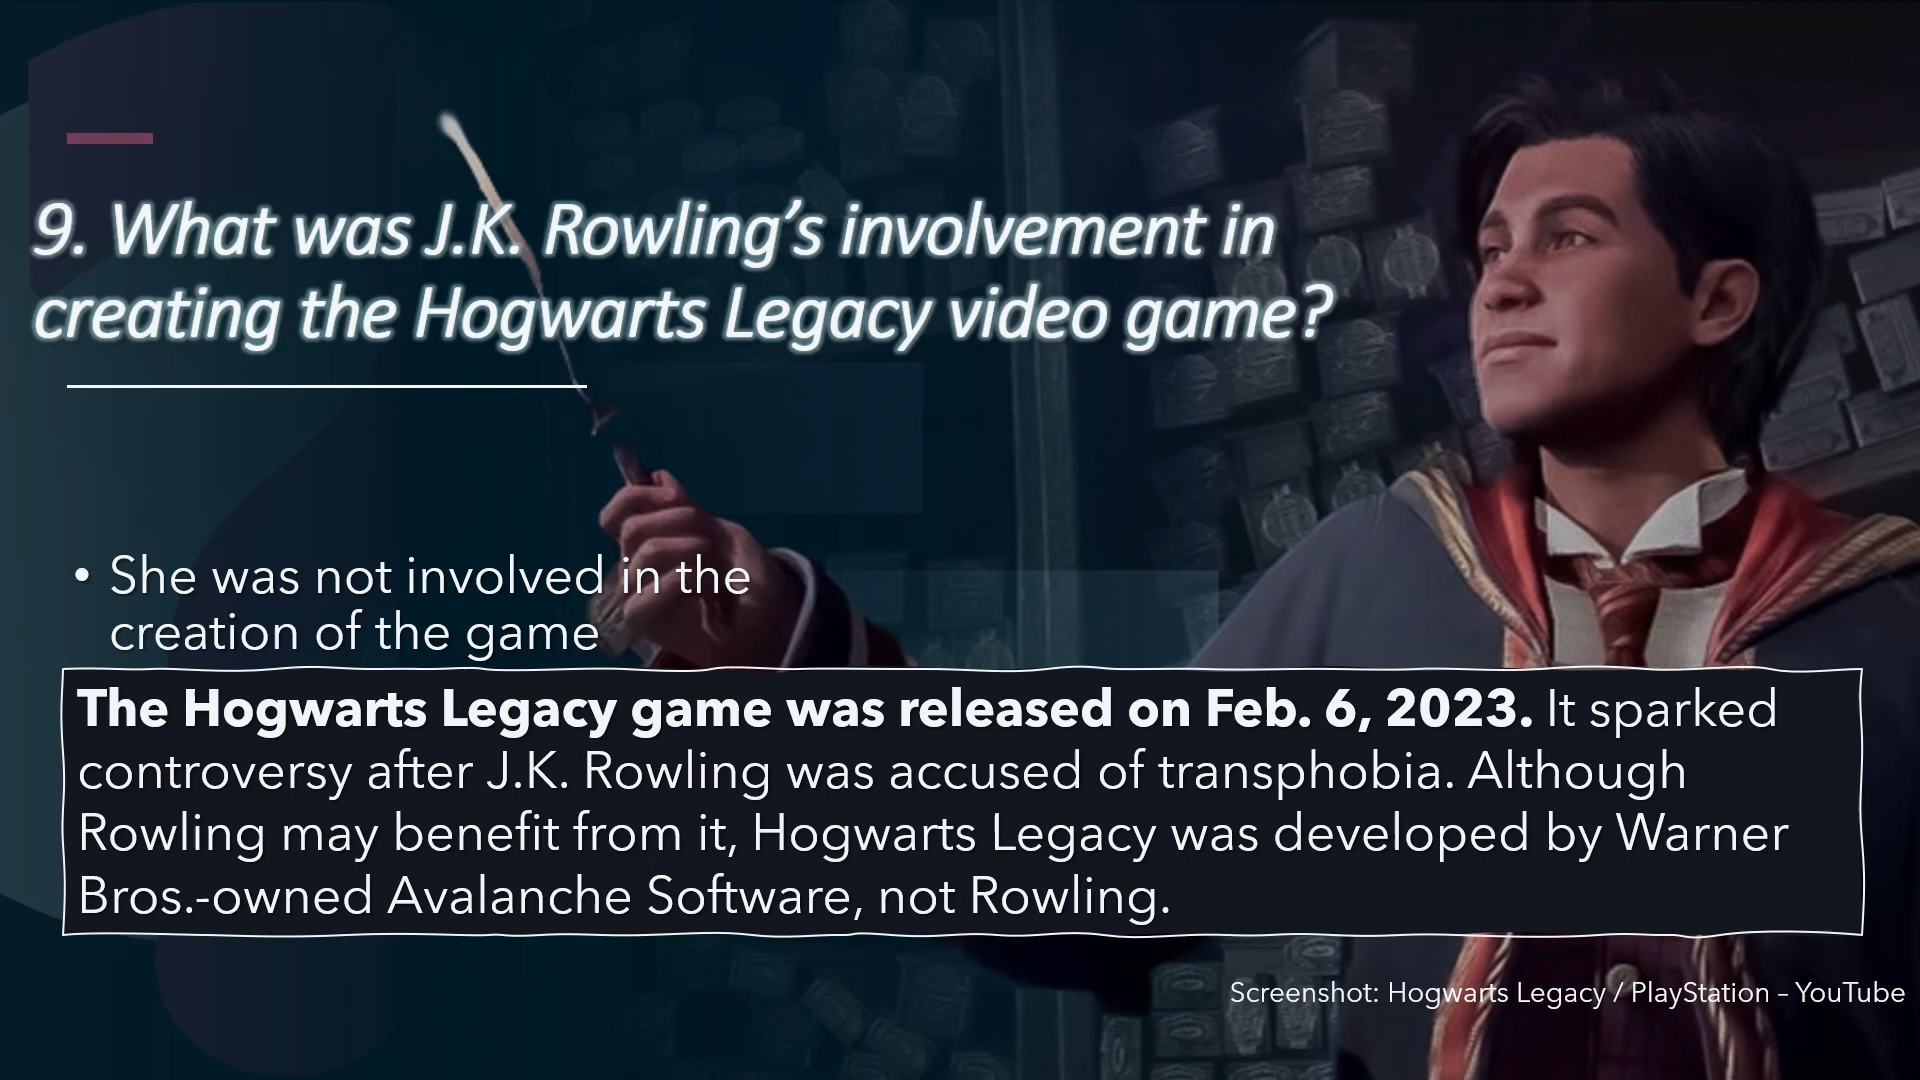 9. What was J.K. Rowling’s involvement in
creating the Hogwarts Legacy video game?
• She was not involved in the
creation of the game
The Hogwarts Legacy game was released on Feb. 6, 2023. It sparked
controversy after J.K. Rowling was accused of transphobia. Although
Rowling may benefit from it, Hogwarts Legacy was developed by Warner
Bros.-owned Avalanche Software, not Rowling.
Screenshot: Hogwarts Legacy / PlayStation – YouTube